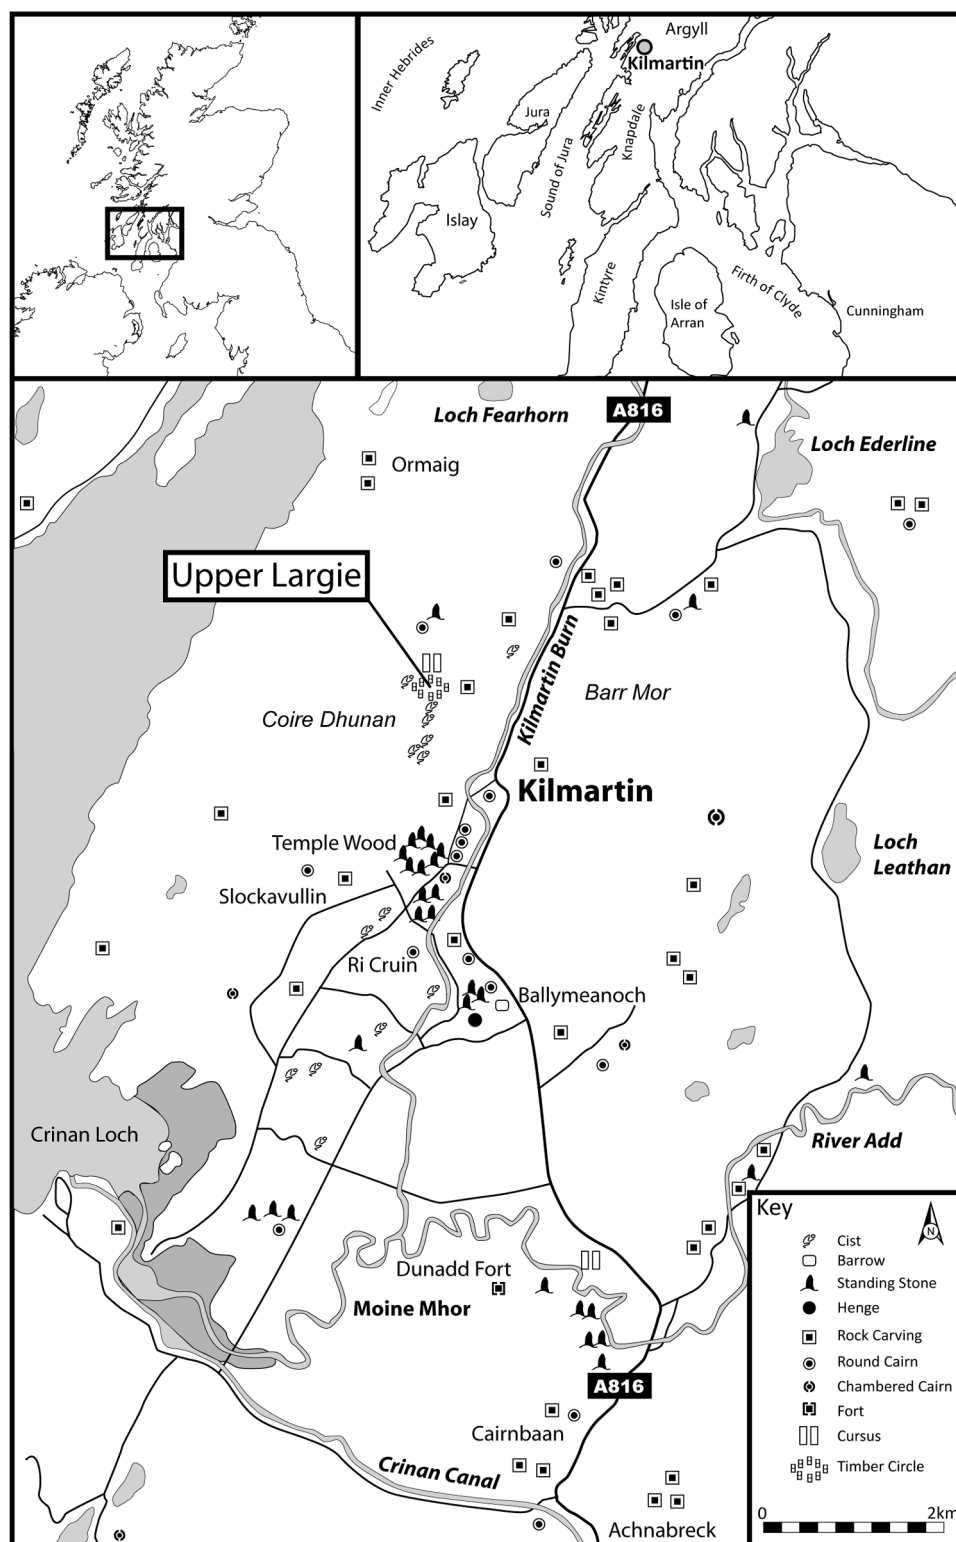 Inner Hebrides
Argyll
Kilmartin
Jura
Sound of Jura
Knapdale
Islay
Kintyre
Isle of
Arran
Firth of Clyde
Cunningham
Loch Fearhorn
A816
Loch Ederline
Ormaig
Upper Largie
Kilmartin Burn
Barr Mor
Coire Dhunan
Kilmartin
Temple Wood
Loch
Leathan
Slockavullin
Ri Cruin
Ballymeanoch
Crinan Loch
River Add
Dunadd Fort
Moine Mhor
A816
Cairnbaan
Crinan Canal
Achnabreck
Key
N
Cist
Barrow
Standing Stone
Henge
Rock Carving
Round Cairn
Chambered Cairn
Fort
Cursus
Timber Circle
0 2km